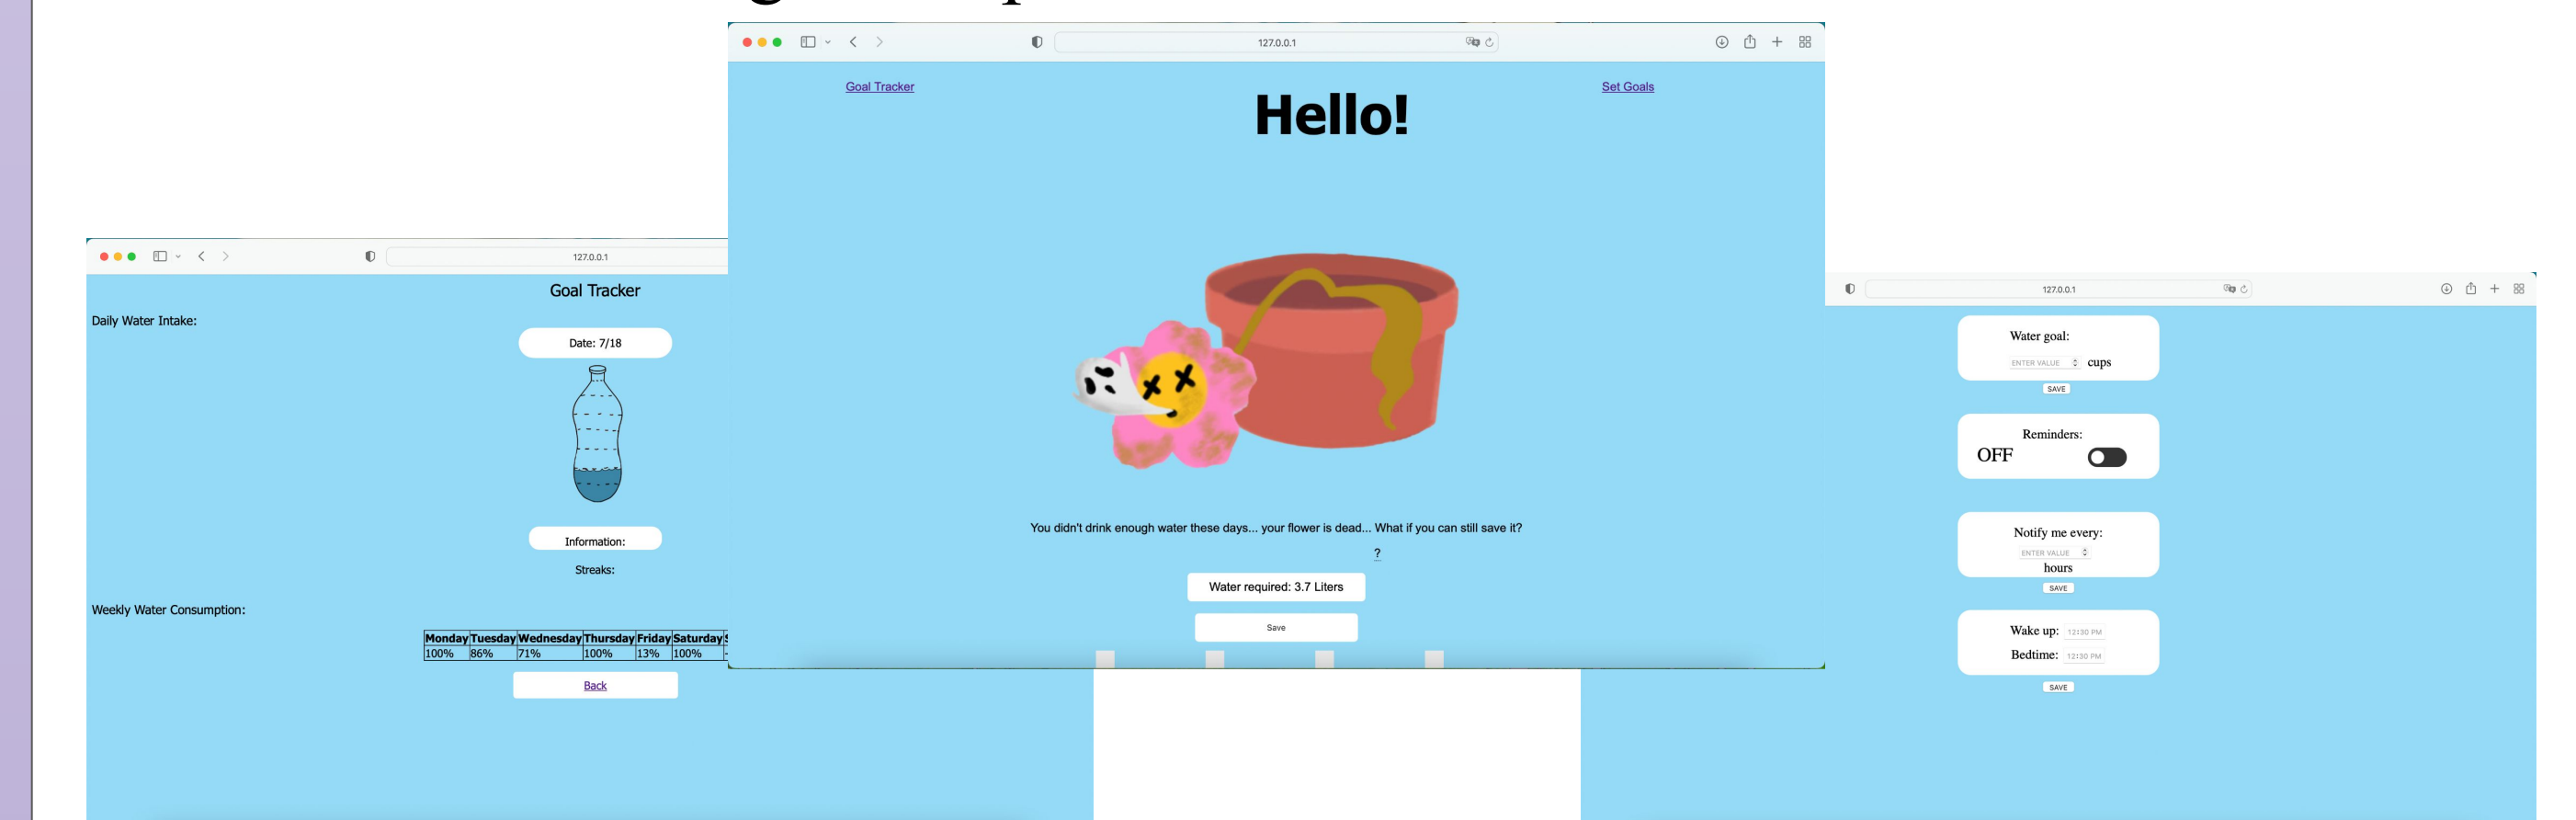 127.0.0.1
Goal Tracker
Set Goals
Hello!
You didn't drink enough water these days... your flower is dead... What if you can still save it?
?
Water required: 3.7 Liters
Save
127.0.0.1
Goal Tracker
Daily Water Intake:
Date: 7/18
Information:
Streaks:
Weekly Water Consumption:
Monday Tuesday Wednesday Thursday Friday Saturday
100% 86% 71% 100% 13% 100%
Back
127.0.0.1
Water goal:
ENTER VALUE cups
SAVE
Reminders:
OFF
Notify me every:
ENTER VALUE
hours
SAVE
Wake up: 12:30 PM
Bedtime: 12:30 PM
SAVE